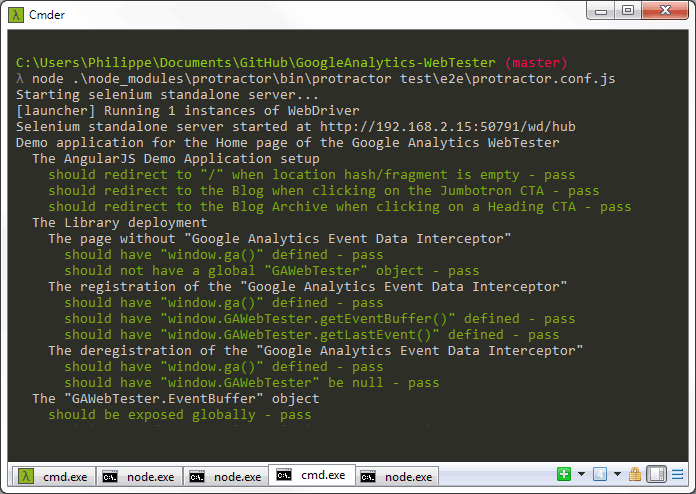 Cmder
C:\Users\Philippe\Documents\GitHub\GoogleAnalytics-WebTester (master)
λ node .\node_modules\protractor\bin\protractor test\e2e\protractor.conf.js
Starting selenium standalone server...
[launcher] Running 1 instances of WebDriver
Selenium standalone server started at http://192.168.2.15:50791/wd/hub
Demo application for the Home page of the Google Analytics WebTester
The AngularJS Demo Application setup
should redirect to "/" when location hash/fragment is empty - pass
should redirect to the Blog when clicking on the Jumbotron CTA - pass
should redirect to the Blog Archive when clicking on a Heading CTA - pass
The Library deployment
The page without "Google Analytics Event Data Interceptor"
should have "window.ga()" defined - pass
should not have a global "GAWebTester" object - pass
The registration of the "Google Analytics Event Data Interceptor"
should have "window.ga()" defined - pass
should have "window.GAWebTester.getEventBuffer()" defined - pass
should have "window.GAWebTester.getLastEvent()" defined - pass
The deregistration of the "Google Analytics Event Data Interceptor"
should have "window.ga()" defined - pass
should have "window.GAWebTester" be null - pass
The "GAWebTester.EventBuffer" object
should be exposed globally - pass
λ cmd.exe C:\. node.exe C:\. node.exe C:\. cmd.exe C:\. node.exe